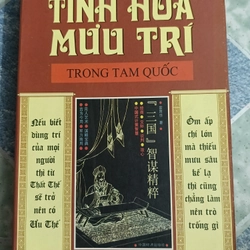 TINH HOA
MƯU TRÍ
TRONG TAM QUỐC
Nếu biết
dùng trí
của mọi
người
thì từ
Thất Thế
sẽ trở
nên có
Ưu Thế
『三国』智谋精粹
Ôm ấp
chí lớn
mà thiếu
mưu sâu
kế lạ
thì cũng
chẳng làm
nên trò
trống gì